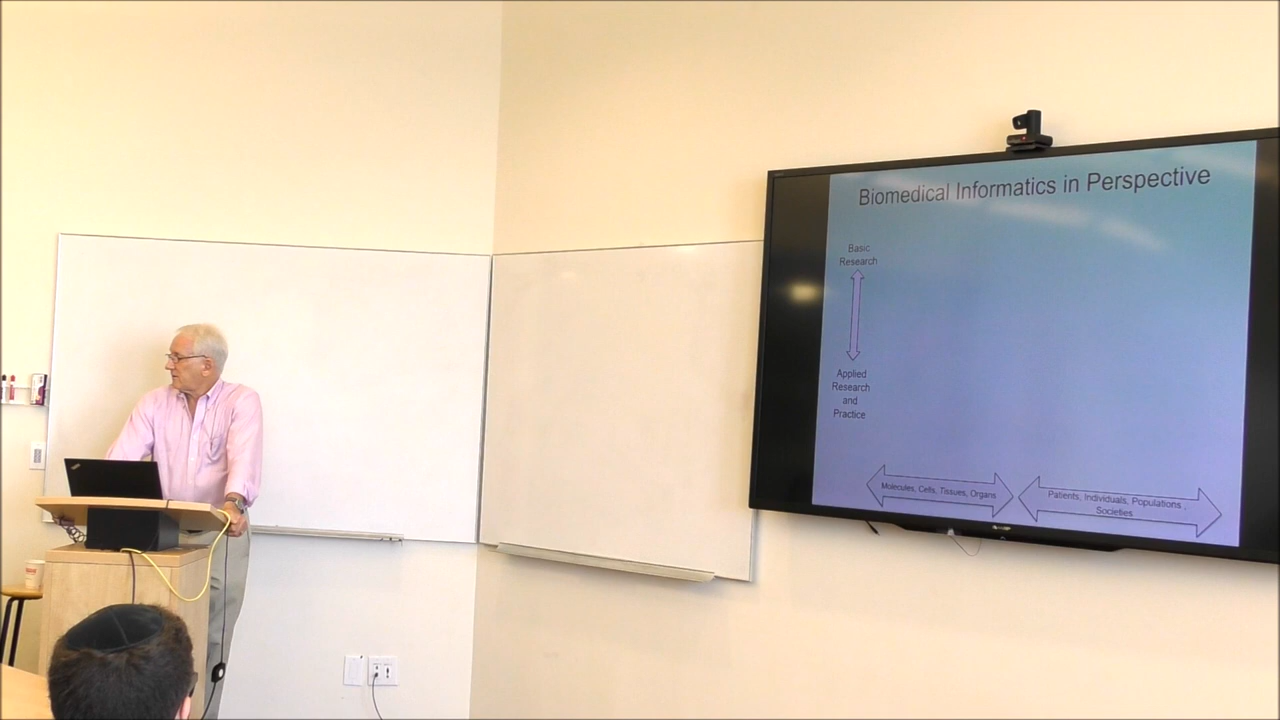 Biomedical Informatics in Perspective
Basic
Research
Applied
Research
and
Practice
Molecules, Cells, Tissues, Organs
Patients, Individuals, Populations ,
Societies